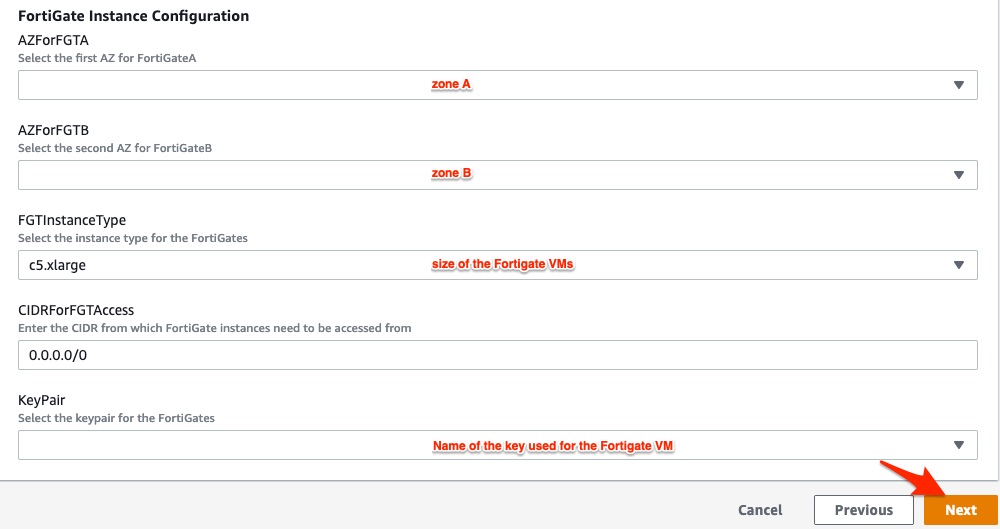 FortiGate Instance Configuration
AZForFGTA
Select the first AZ for FortiGateA
zone A
AZForFGTB
Select the second AZ for FortiGateB
zone B
FGTInstanceType
Select the instance type for the FortiGates
c5.xlarge size of the Fortigate VMs
CIDRForFGTAccess
Enter the CIDR from which FortiGate instances need to be accessed from
0.0.0.0/0
KeyPair
Select the keypair for the FortiGates
Name of the key used for the Fortigate VM
Cancel Previous Next